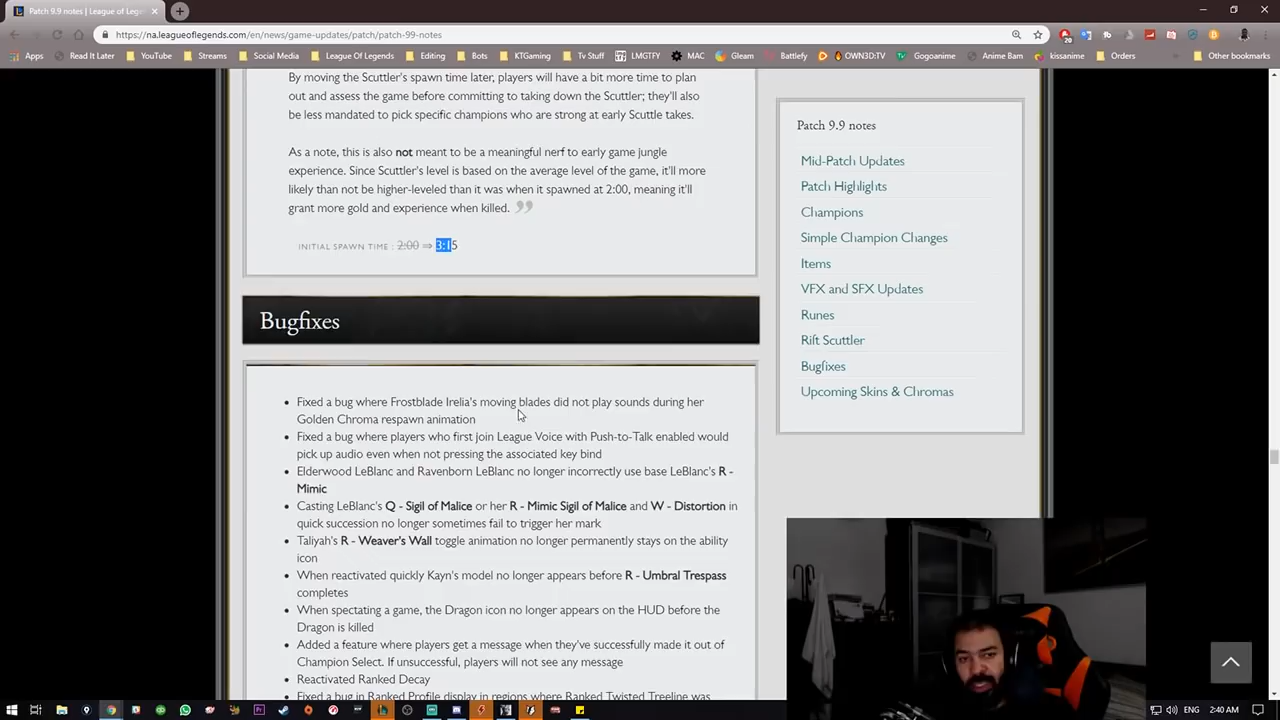 Patch 9.9 notes | League of Lege
https://na.leagueoflegends.com/en/news/game-updates/patch/patch-99-notes
Apps Read It Later YouTube Streams Social Media League Of Legends Editing Bots KTGaming Tv Stuff LMGTFY MAC Gleam Battlefy OWN3D:TV Gogoanime Anime Bam kissanime Orders Other bookmarks
By moving the Scuttler's spawn time later, players will have a bit more time to plan
out and assess the game before committing to taking down the Scuttler; they'll also
be less mandated to pick specific champions who are strong at early Scuttle takes.
As a note, this is also not meant to be a meaningful nerf to early game jungle
experience. Since Scuttler's level is based on the average level of the game, it'll more
likely than not be higher-leveled than it was when it spawned at 2:00, meaning it'll
grant more gold and experience when killed.
INITIAL SPAWN TIME : 2:00 ⇒ 3:15
Bugfixes
• Fixed a bug where Frostblade Irelia's moving blades did not play sounds during her
Golden Chroma respawn animation
• Fixed a bug where players who first join League Voice with Push-to-Talk enabled would
pick up audio even when not pressing the associated key bind
• Elderwood LeBlanc and Ravenborn LeBlanc no longer incorrectly use base LeBlanc's R -
Mimic
• Casting LeBlanc's Q - Sigil of Malice or her R - Mimic Sigil of Malice and W - Distortion in
quick succession no longer sometimes fail to trigger her mark
• Taliyah's R - Weaver's Wall toggle animation no longer permanently stays on the ability
icon
• When reactivated quickly Kayn's model no longer appears before R - Umbral Trespass
completes
• When spectating a game, the Dragon icon no longer appears on the HUD before the
Dragon is killed
• Added a feature where players get a message when they've successfully made it out of
Champion Select. If unsuccessful, players will not see any message
• Reactivated Ranked Decay
• Fixed a bug in Ranked Profile display in regions where Ranked Twisted Treeline was
Patch 9.9 notes
Mid-Patch Updates
Patch Highlights
Champions
Simple Champion Changes
Items
VFX and SFX Updates
Runes
Rift Scuttler
Bugfixes
Upcoming Skins & Chromas
2:40 AM